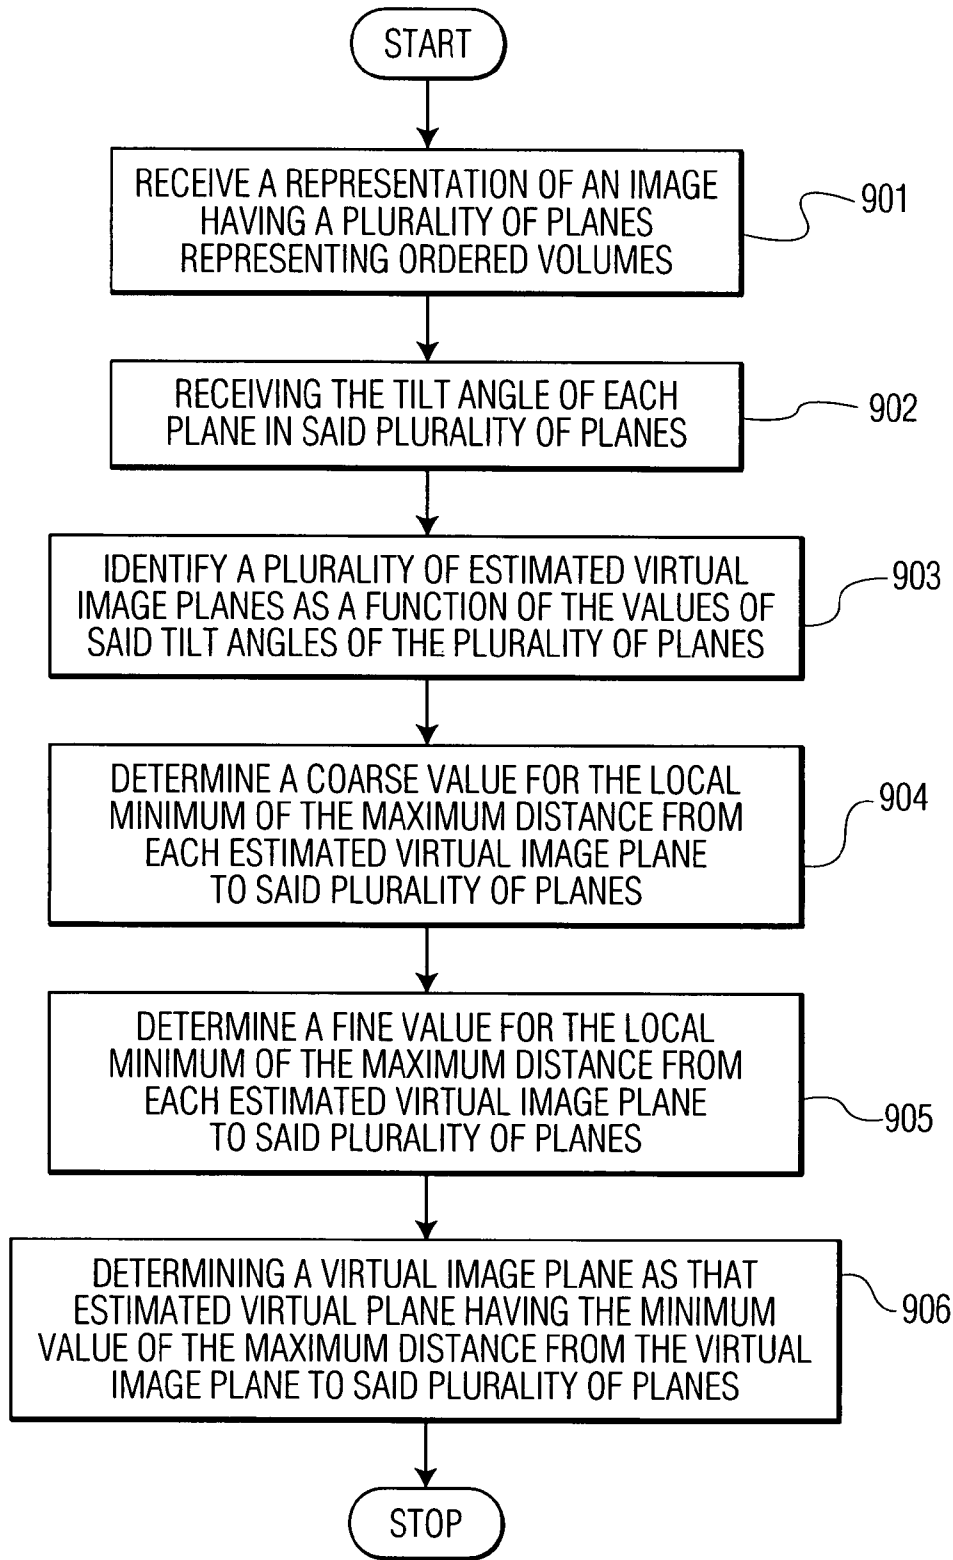 START
RECEIVE A REPRESENTATION OF AN IMAGE
HAVING A PLURALITY OF PLANES
REPRESENTING ORDERED VOLUMES
901
RECEIVING THE TILT ANGLE OF EACH
PLANE IN SAID PLURALITY OF PLANES
902
IDENTIFY A PLURALITY OF ESTIMATED VIRTUAL
IMAGE PLANES AS A FUNCTION OF THE VALUES OF
SAID TILT ANGLES OF THE PLURALITY OF PLANES
903
DETERMINE A COARSE VALUE FOR THE LOCAL
MINIMUM OF THE MAXIMUM DISTANCE FROM
EACH ESTIMATED VIRTUAL IMAGE PLANE
TO SAID PLURALITY OF PLANES
904
DETERMINE A FINE VALUE FOR THE LOCAL
MINIMUM OF THE MAXIMUM DISTANCE FROM
EACH ESTIMATED VIRTUAL IMAGE PLANE
TO SAID PLURALITY OF PLANES
905
DETERMINING A VIRTUAL IMAGE PLANE AS THAT
ESTIMATED VIRTUAL PLANE HAVING THE MINIMUM
VALUE OF THE MAXIMUM DISTANCE FROM THE VIRTUAL
IMAGE PLANE TO SAID PLURALITY OF PLANES
906
STOP